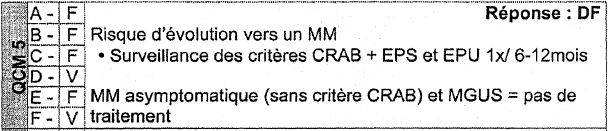 QCM 5
A - F Réponse : DF
B - F Risque d'évolution vers un MM
C - F • Surveillance des critères CRAB + EPS et EPU 1x/ 6-12mois
D - V
E - F MM asymptomatique (sans critère CRAB) et MGUS = pas de
F - V traitement